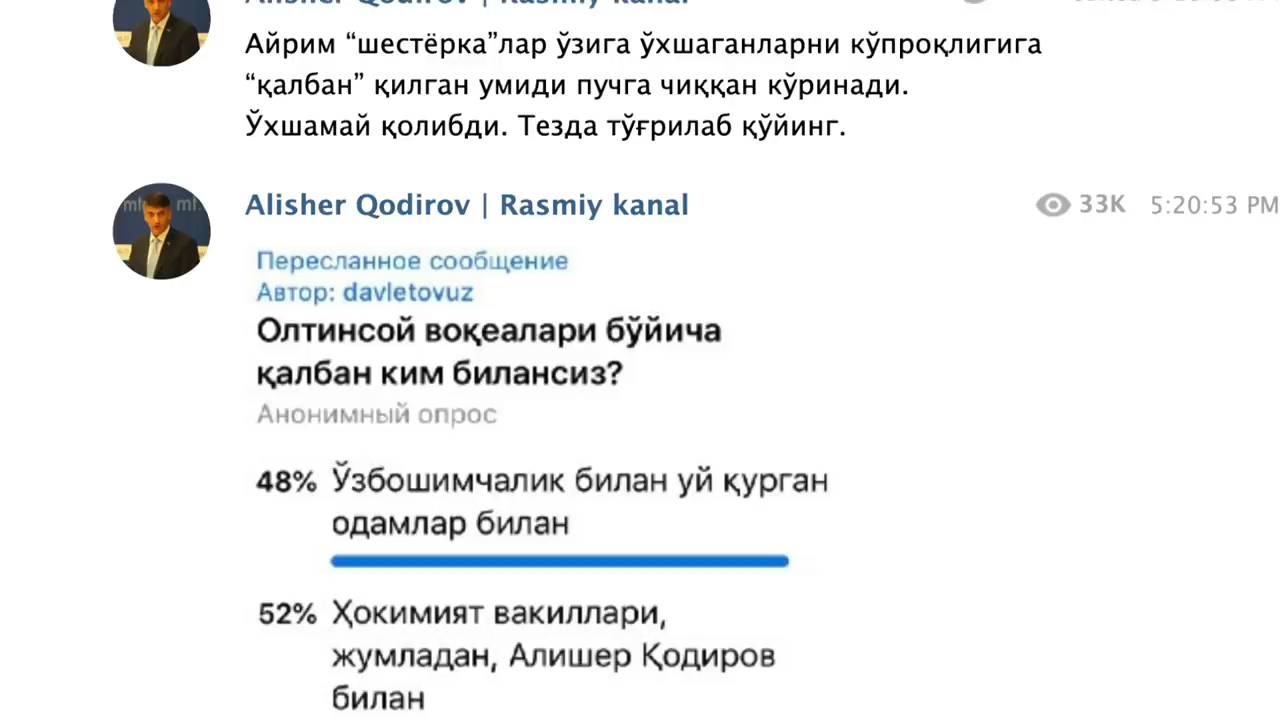 Alisher Qodirov | Rasmiy kanal
Айрим “шестёрка”лар ўзига ўхшаганларни кўпроқлигига
“қалбан” қилган умиди пучга чиққан кўринади.
Ўхшамай қолибди. Тезда тўғрилаб қўйинг.
Alisher Qodirov | Rasmiy kanal 33K 5:20:53 PM
Пересланное сообщение
Автор: davletovuz
Олтинсой воқеалари бўйича
қалбан ким билансиз?
Анонимный опрос
48% Ўзбошимчалик билан уй қурган
одамлар билан
52% Ҳокимият вакиллари,
жумладан, Алишер Қодиров
билан